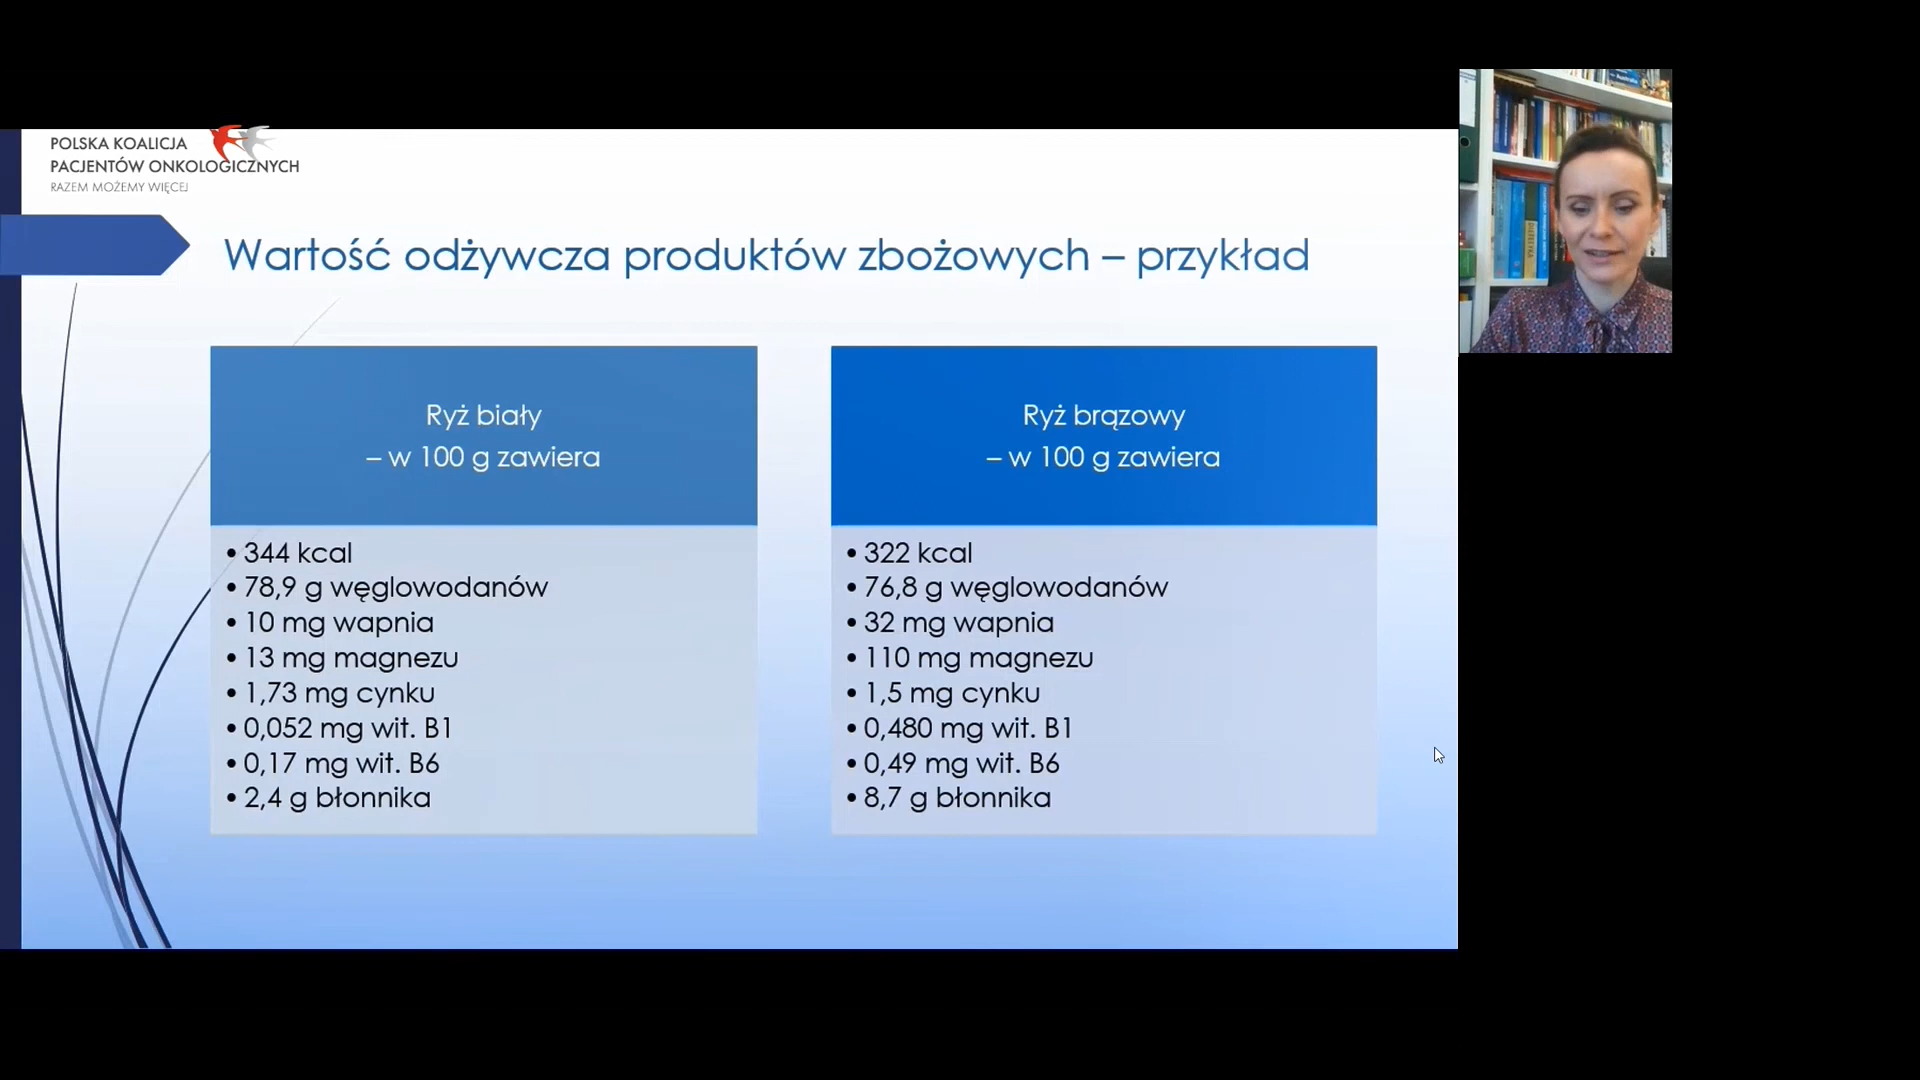 POLSKA KOALICJA
PACJENTÓW ONKOLOGICZNYCH
RAZEM MOŻEMY WIĘCEJ
Wartość odżywcza produktów zbożowych – przykład
Ryż biały
– w 100 g zawiera
• 344 kcal
• 78,9 g węglowodanów
• 10 mg wapnia
• 13 mg magnezu
• 1,73 mg cynku
• 0,052 mg wit. B1
• 0,17 mg wit. B6
• 2,4 g błonnika
Ryż brązowy
– w 100 g zawiera
• 322 kcal
• 76,8 g węglowodanów
• 32 mg wapnia
• 110 mg magnezu
• 1,5 mg cynku
• 0,480 mg wit. B1
• 0,49 mg wit. B6
• 8,7 g błonnika
Australia